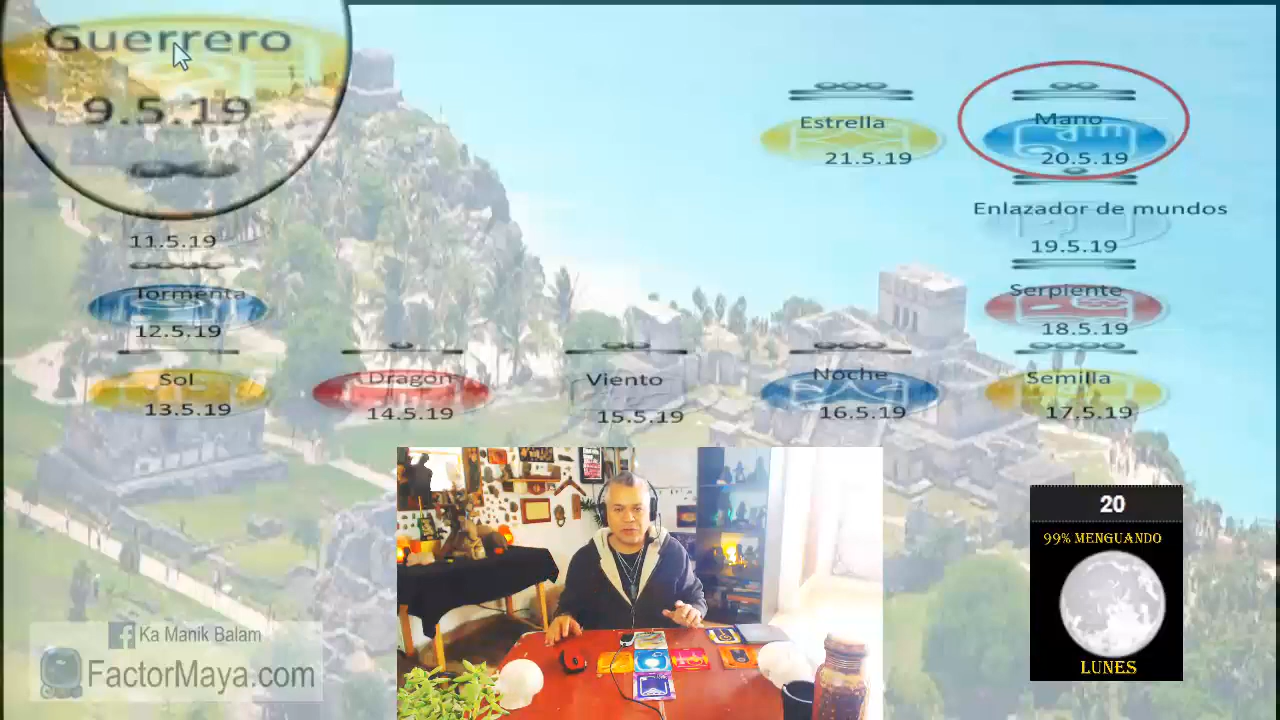 Guerrero
9.5.19
11.5.19
Tormenta
12.5.19
Sol
13.5.19
Dragón
14.5.19
Viento
15.5.19
Noche
16.5.19
Semilla
17.5.19
Serpiente
18.5.19
Enlazador de mundos
19.5.19
Mano
20.5.19
Estrella
21.5.19
20
99% MENGUANDO
LUNES
Ka Manik Balam
FactorMaya.com